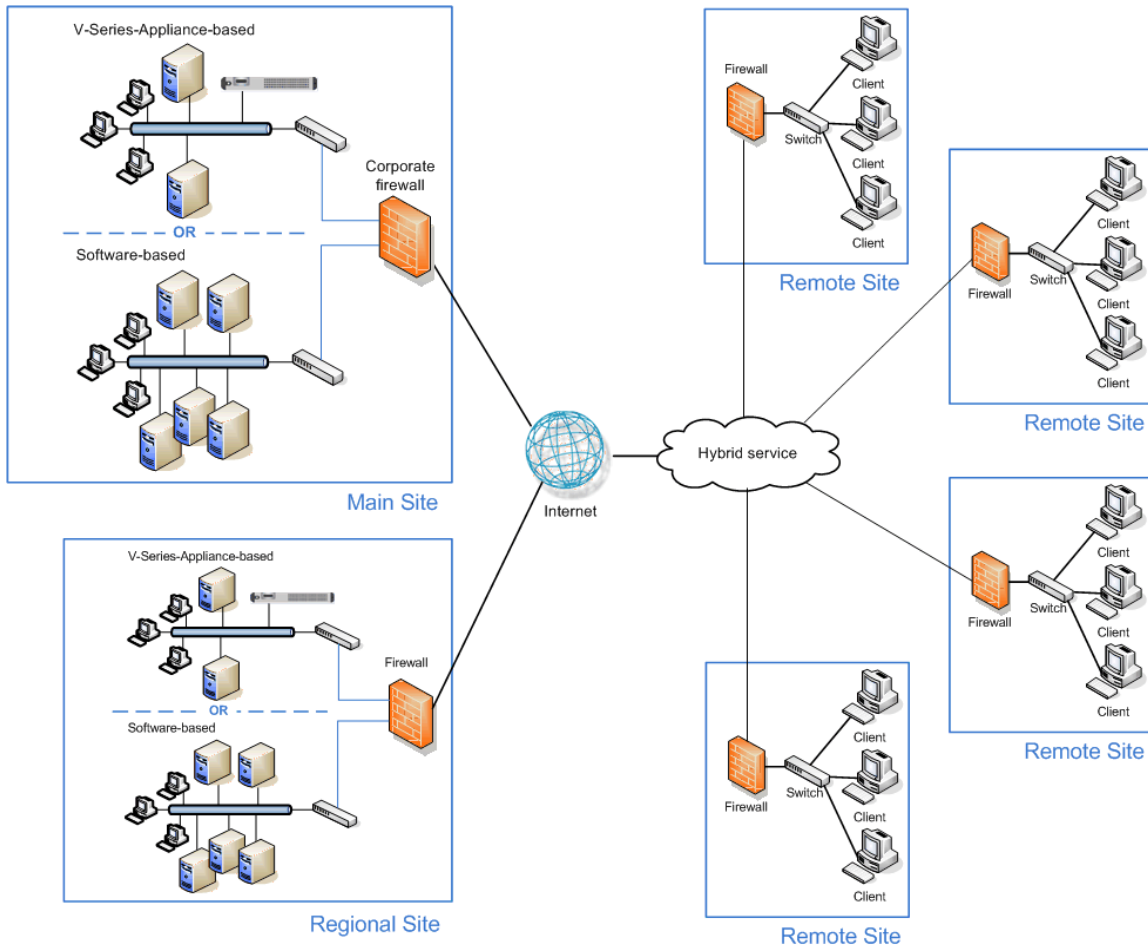 V-Series-Appliance-based
Corporate
firewall
OR
Software-based
Main Site
V-Series-Appliance-based
Firewall
OR
Software-based
Regional Site
Internet
Hybrid service
Firewall
Switch
Client
Client
Client
Remote Site
Firewall
Switch
Client
Client
Client
Remote Site
Firewall
Switch
Client
Client
Client
Remote Site
Firewall
Switch
Client
Client
Client
Remote Site